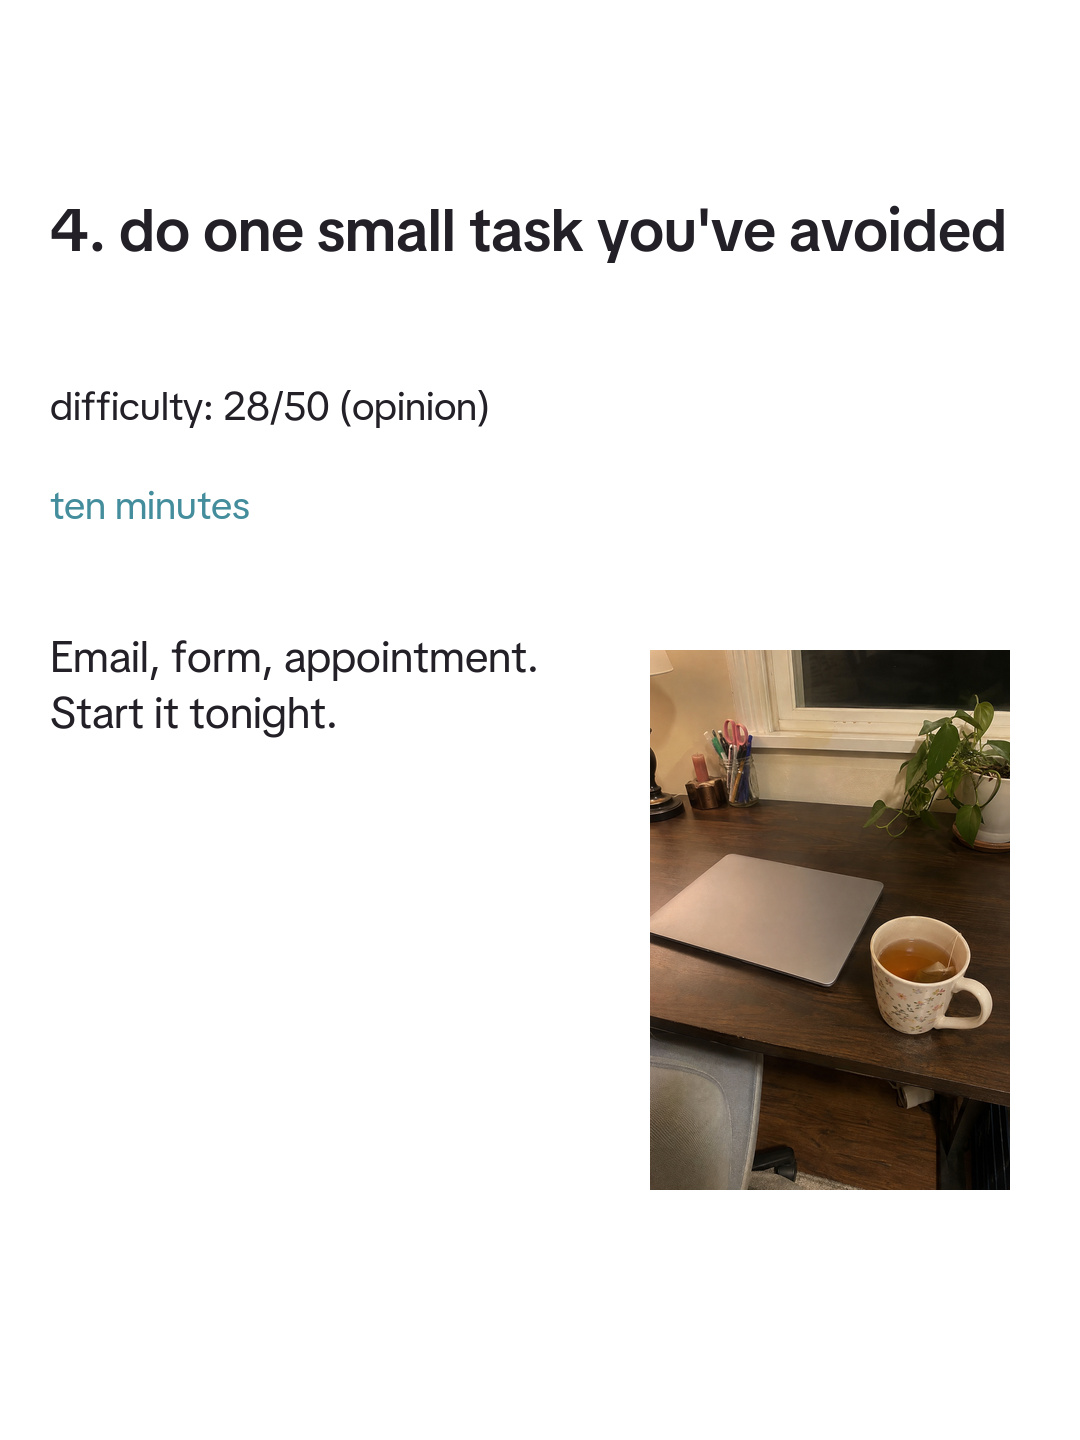 4. do one small task you've avoided
difficulty: 28/50 (opinion)
ten minutes
Email, form, appointment.
Start it tonight.